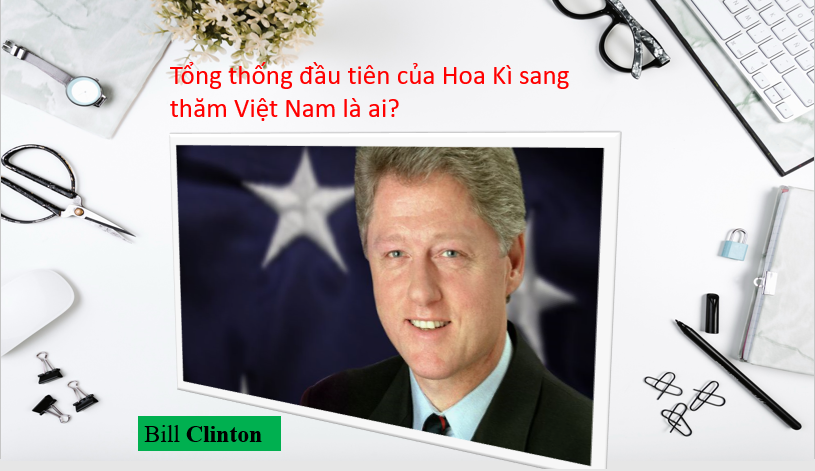 Tổng thống đầu tiên của Hoa Kì sang
thăm Việt Nam là ai?
Bill Clinton